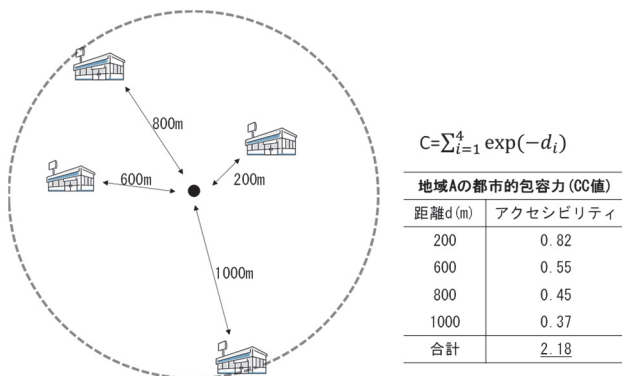 800m
600m
200m
1000m
C=∑_{i=1}^{4} exp(−d_i)
地域Aの都市的包容力(CC値)
距離d(m) アクセシビリティ
200 0.82
600 0.55
800 0.45
1000 0.37
合計 2.18